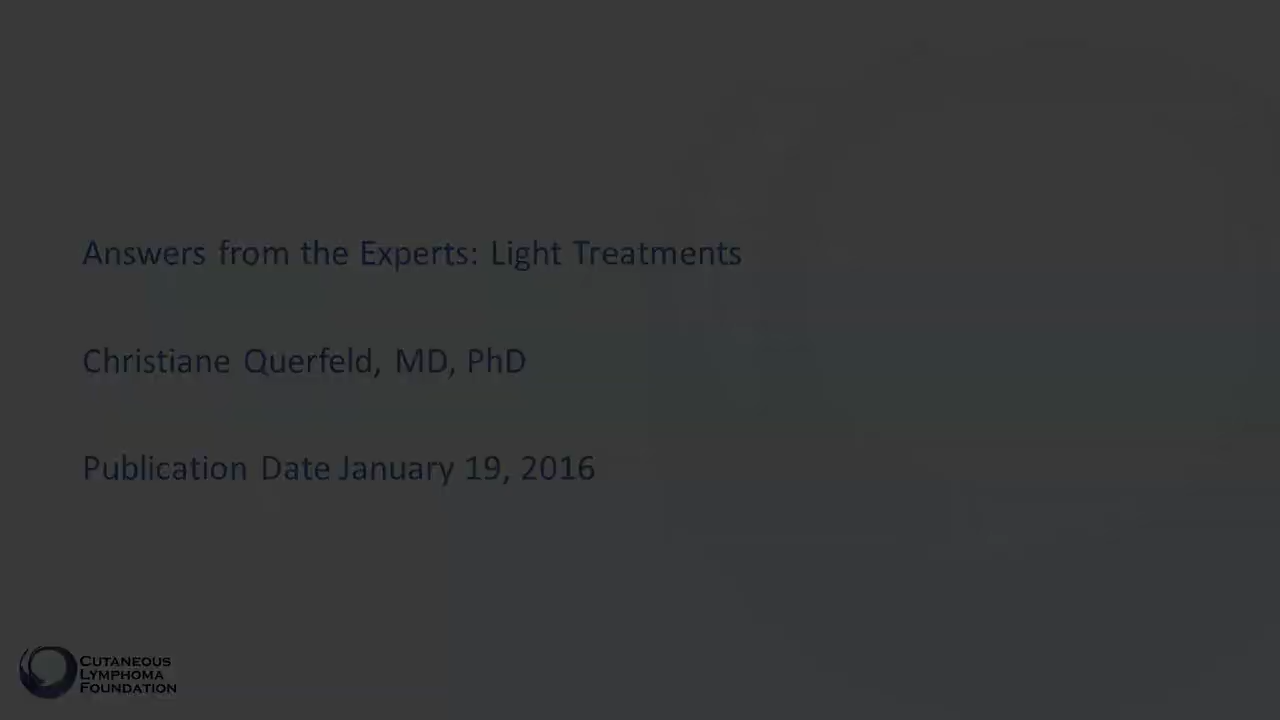 Answers from the Experts: Light Treatments
Christiane Querfeld, MD, PhD
Publication Date January 19, 2016
CUTANEOUS
LYMPHOMA
FOUNDATION